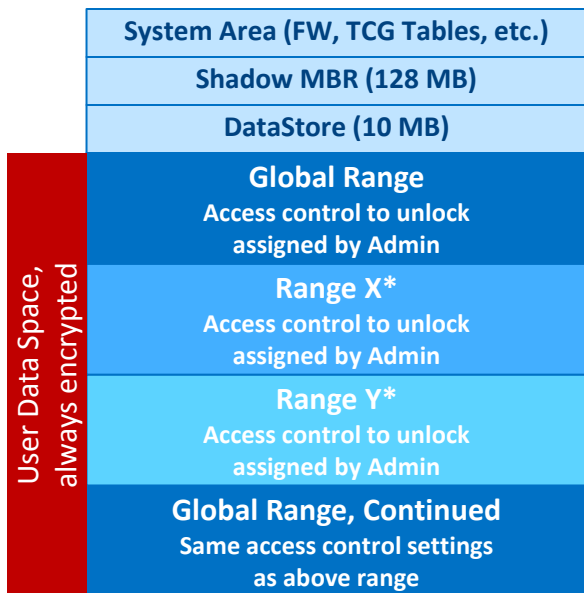 System Area (FW, TCG Tables, etc.)
Shadow MBR (128 MB)
DataStore (10 MB)
User Data Space,
always encrypted
Global Range
Access control to unlock
assigned by Admin
Range X*
Access control to unlock
assigned by Admin
Range Y*
Access control to unlock
assigned by Admin
Global Range, Continued
Same access control settings
as above range